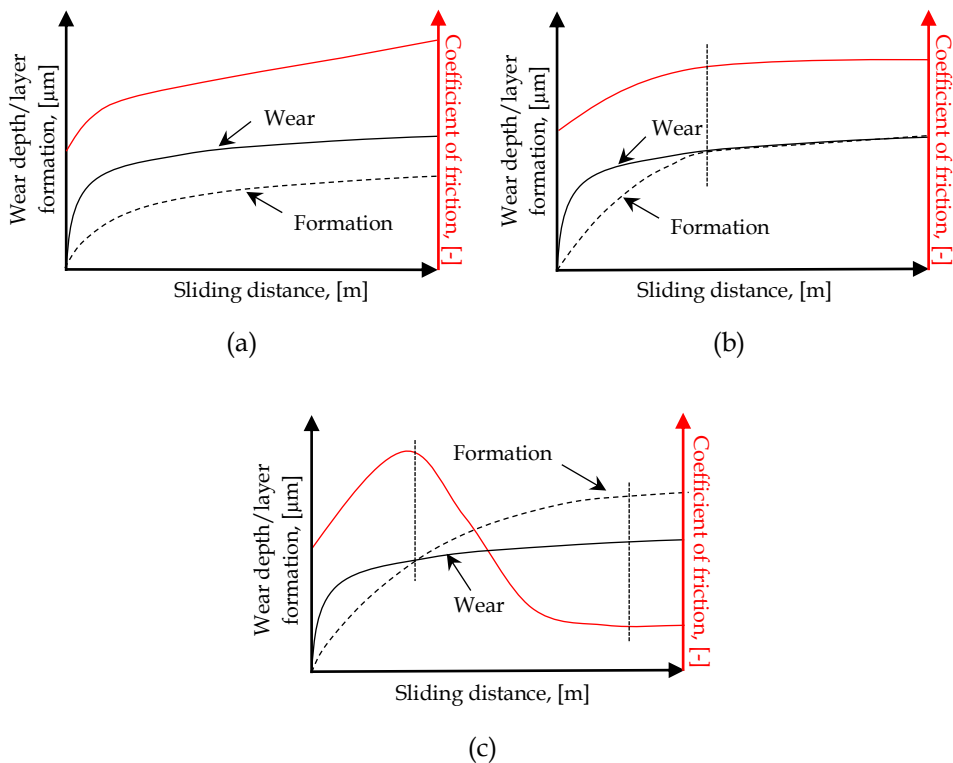 Wear depth/layer
formation, [µm]
Wear
Formation
Coefficient of friction, [-]
Sliding distance, [m]
(a)
Wear depth/layer
formation, [µm]
Wear
Formation
Coefficient of friction, [-]
Sliding distance, [m]
(b)
Wear depth/layer
formation, [µm]
Formation
Wear
Coefficient of friction, [-]
Sliding distance, [m]
(c)